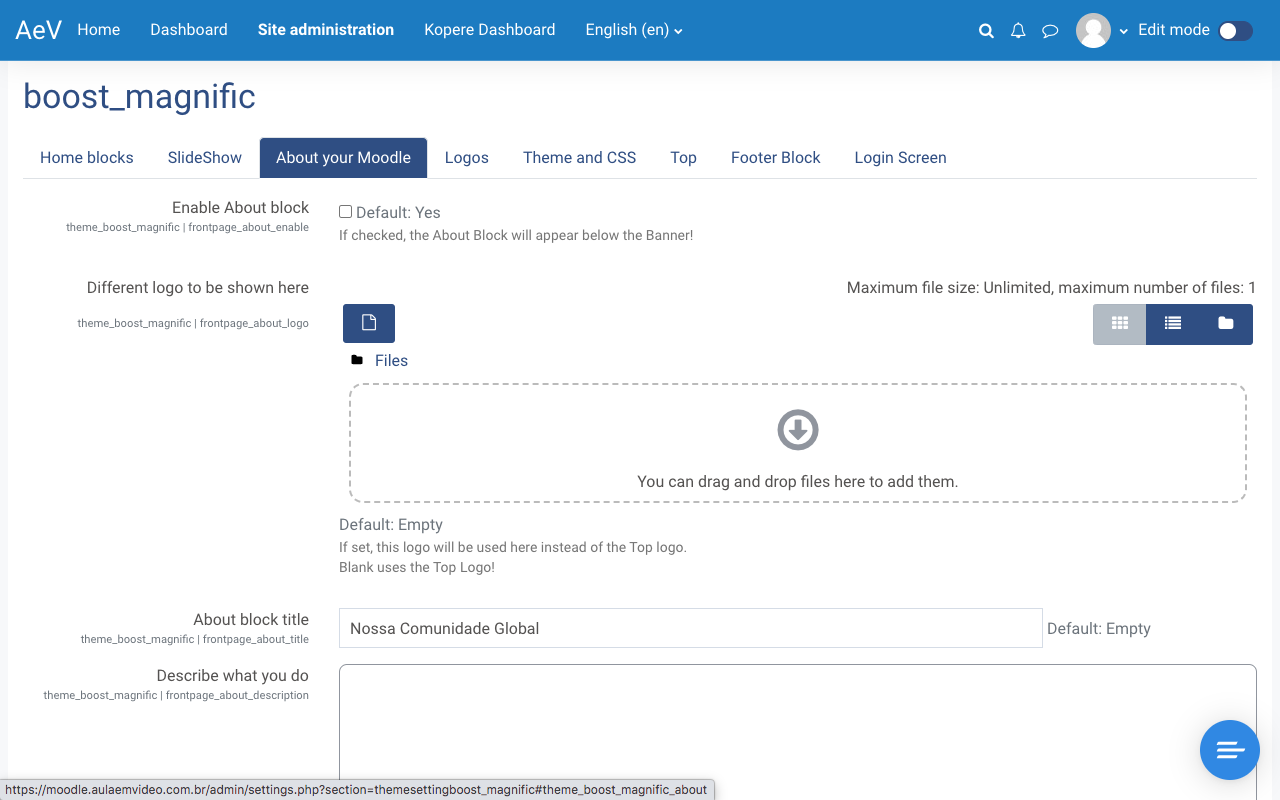 AeV Home Dashboard Site administration Kopere Dashboard English (en) Edit mode
boost_magnific
Home blocks SlideShow About your Moodle Logos Theme and CSS Top Footer Block Login Screen
Enable About block
theme_boost_magnific | frontpage_about_enable
Default: Yes
If checked, the About Block will appear below the Banner!
Different logo to be shown here
theme_boost_magnific | frontpage_about_logo
Maximum file size: Unlimited, maximum number of files: 1
Files
You can drag and drop files here to add them.
Default: Empty
If set, this logo will be used here instead of the Top logo.
Blank uses the Top Logo!
About block title
theme_boost_magnific | frontpage_about_title
Nossa Comunidade Global
Default: Empty
Describe what you do
theme_boost_magnific | frontpage_about_description
https://moodle.aulaemvideo.com.br/admin/settings.php?section=themesettingboost_magnific#theme_boost_magnific_about